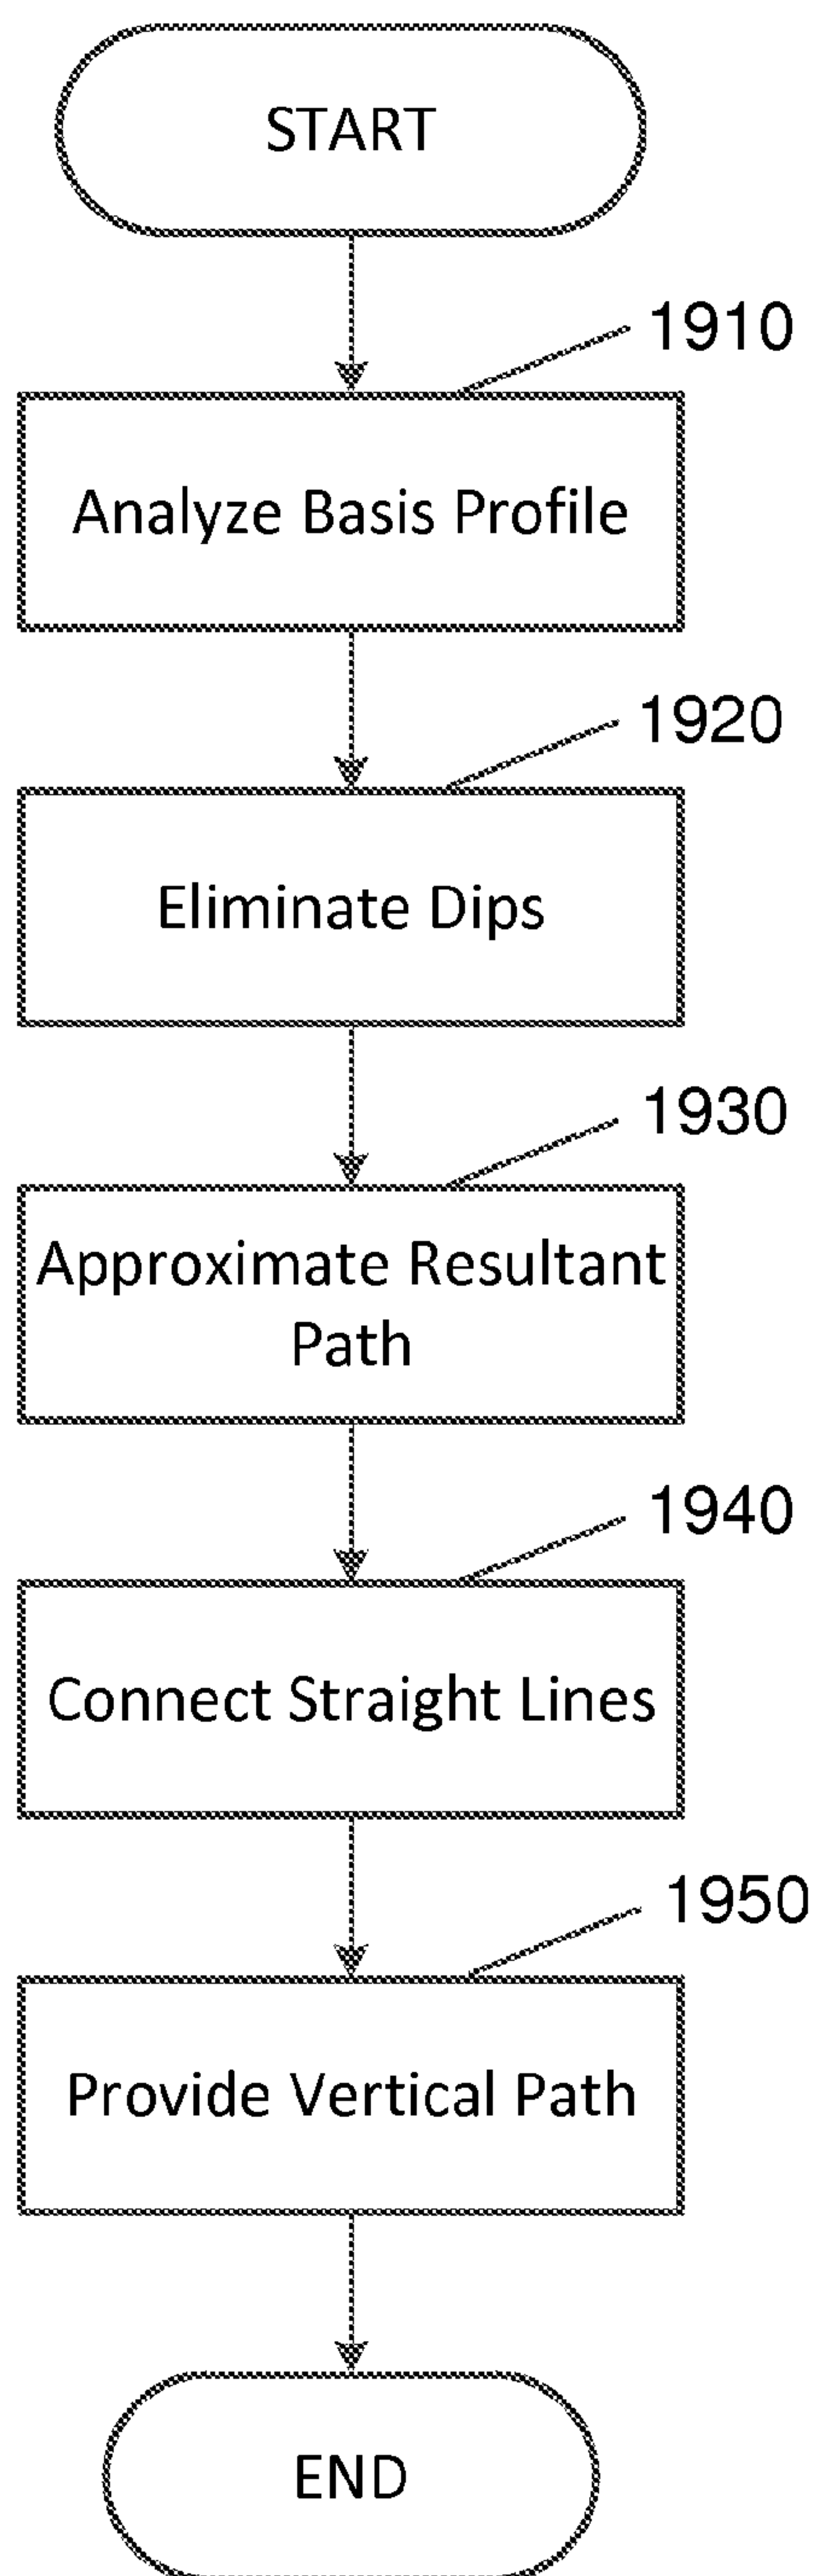 START
1910
Analyze Basis Profile
1920
Eliminate Dips
1930
Approximate Resultant
Path
1940
Connect Straight Lines
1950
Provide Vertical Path
END